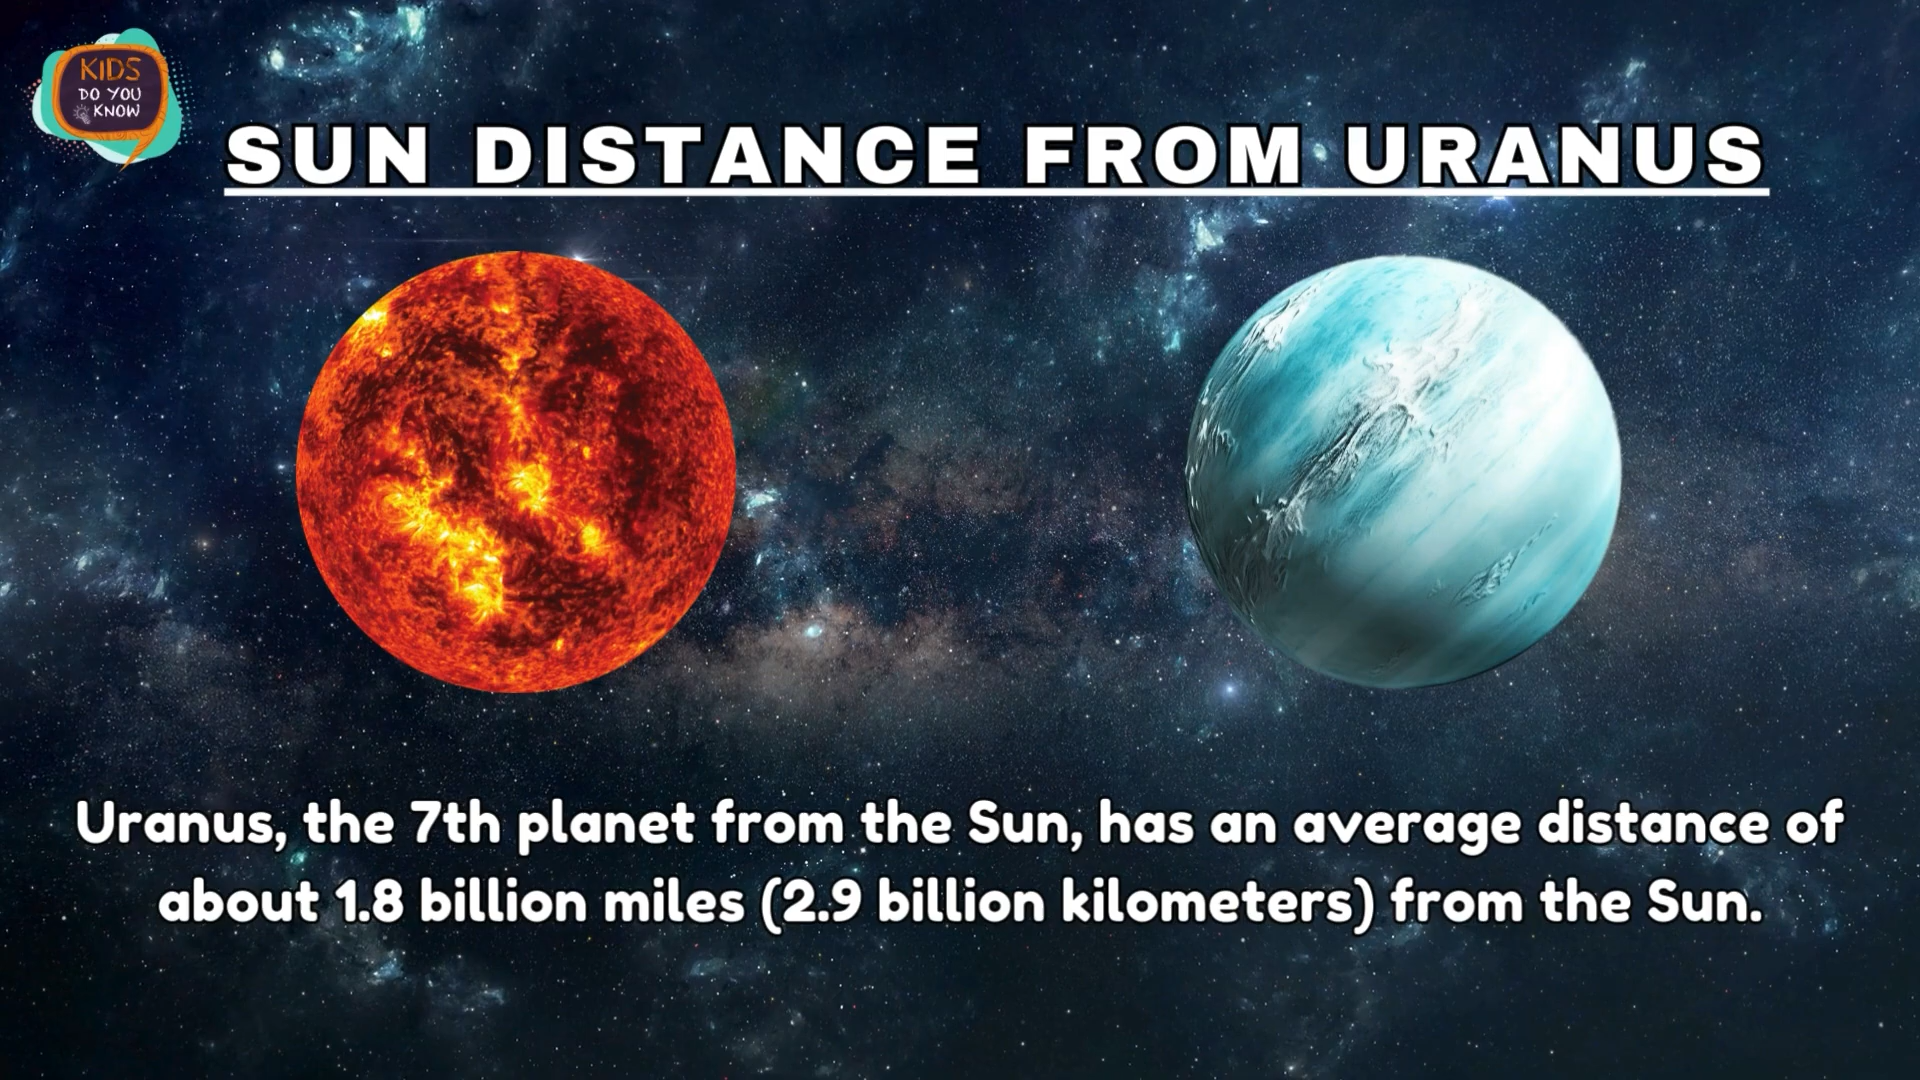 KIDS
DO YOU
KNOW
SUN DISTANCE FROM URANUS
Uranus, the 7th planet from the Sun, has an average distance of
about 1.8 billion miles (2.9 billion kilometers) from the Sun.